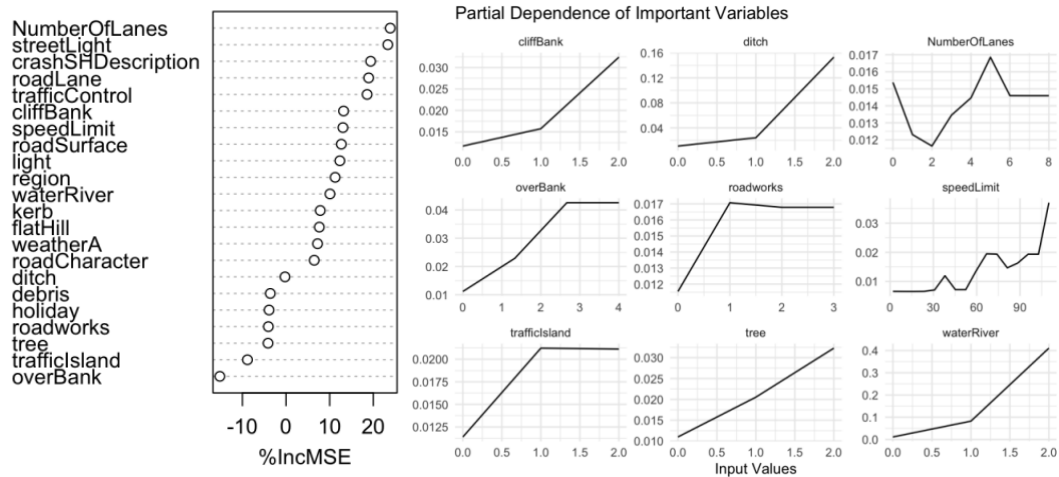 NumberOfLanes
streetLight
crashSHDescription
roadLane
trafficControl
cliffBank
speedLimit
roadSurface
light
region
waterRiver
kerb
flatHill
weatherA
roadCharacter
ditch
debris
holiday
roadworks
tree
trafficIsland
overBank
-10 0 10 20
%IncMSE
Partial Dependence of Important Variables
cliffBank
0.030
0.025
0.020
0.015
0.0 0.5 1.0 1.5 2.0
ditch
0.16
0.12
0.08
0.04
0.0 0.5 1.0 1.5 2.0
NumberOfLanes
0.017
0.016
0.015
0.014
0.013
0.012
0 2 4 6 8
overBank
0.04
0.03
0.02
0.01
0 1 2 3 4
roadworks
0.017
0.016
0.015
0.014
0.013
0.012
0 1 2 3
speedLimit
0.03
0.02
0.01
0 30 60 90
trafficIsland
0.0200
0.0175
0.0150
0.0125
0.0 0.5 1.0 1.5 2.0
tree
0.030
0.025
0.020
0.015
0.010
0.0 0.5 1.0 1.5 2.0
waterRiver
0.4
0.3
0.2
0.1
0.0
0.0 0.5 1.0 1.5 2.0
Input Values